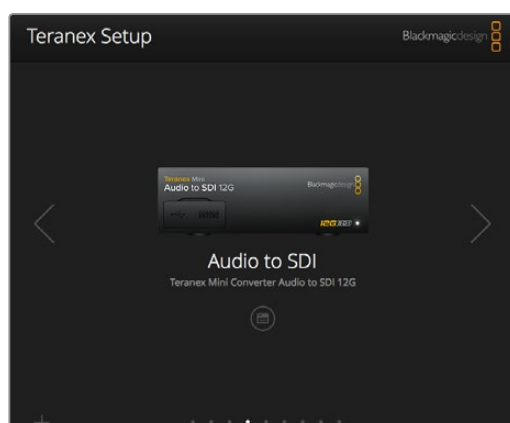 Teranex Setup
Blackmagicdesign
Teranex Mini
Audio to SDI 12G
Blackmagicdesign
12G
Audio to SDI
Teranex Mini Converter Audio to SDI 12G